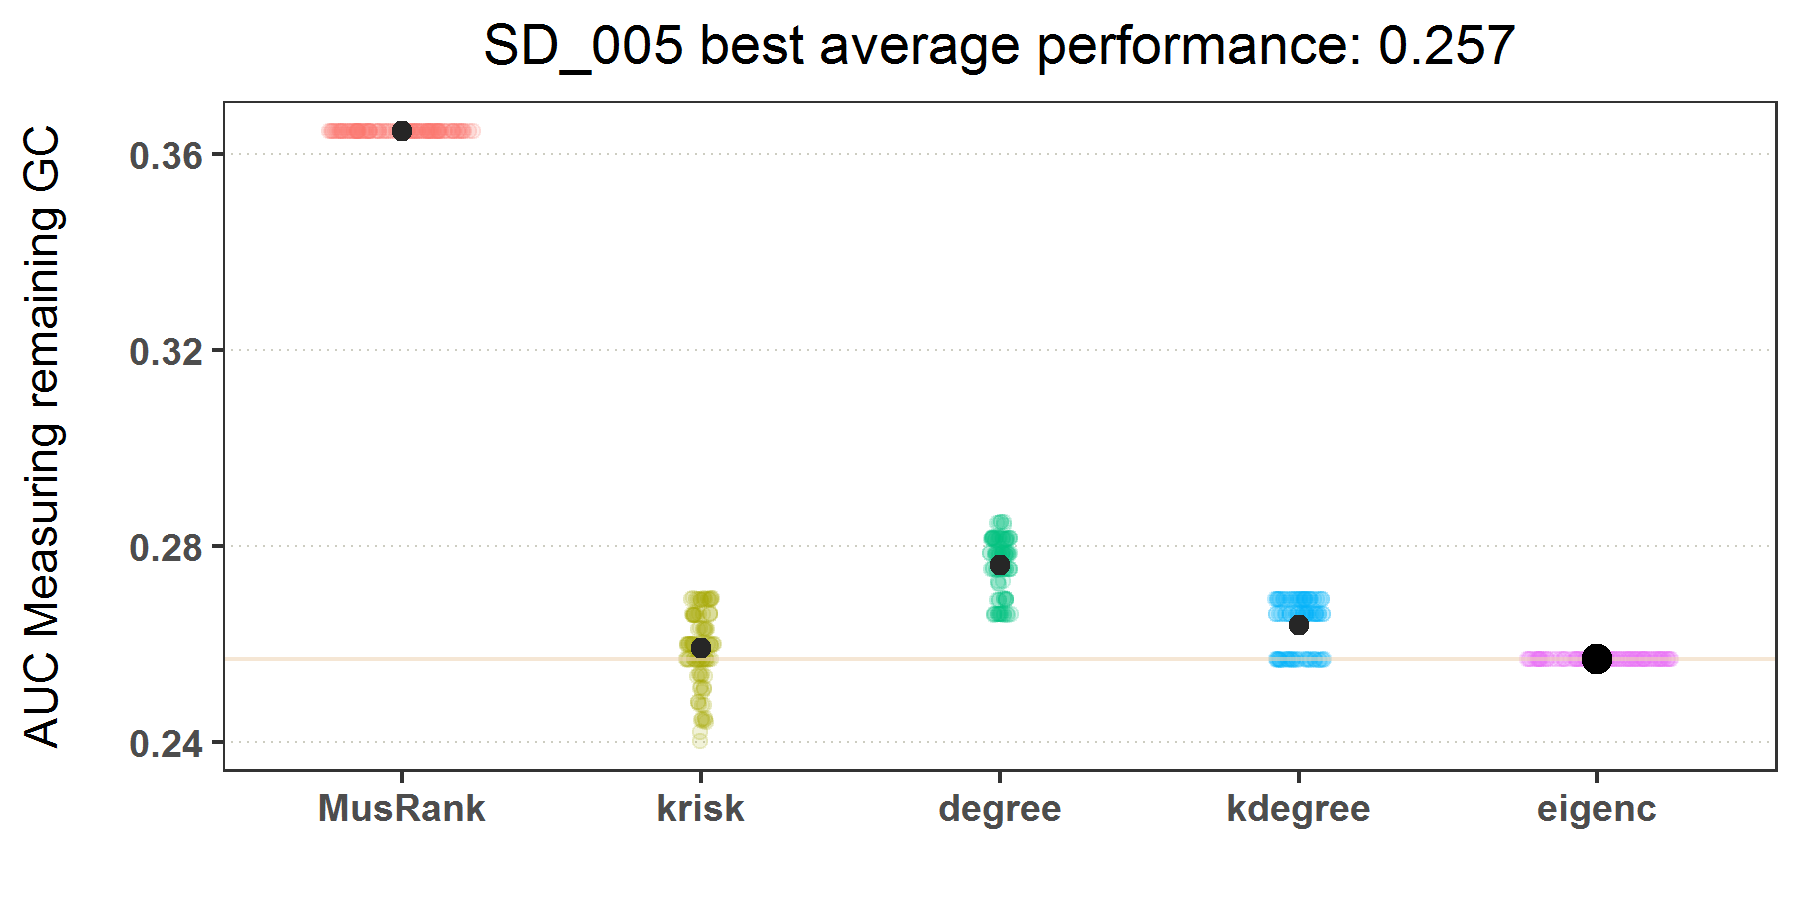 SD_005 best average performance: 0.257
AUC Measuring remaining GC
0.36
0.32
0.28
0.24
MusRank krisk degree kdegree eigenc